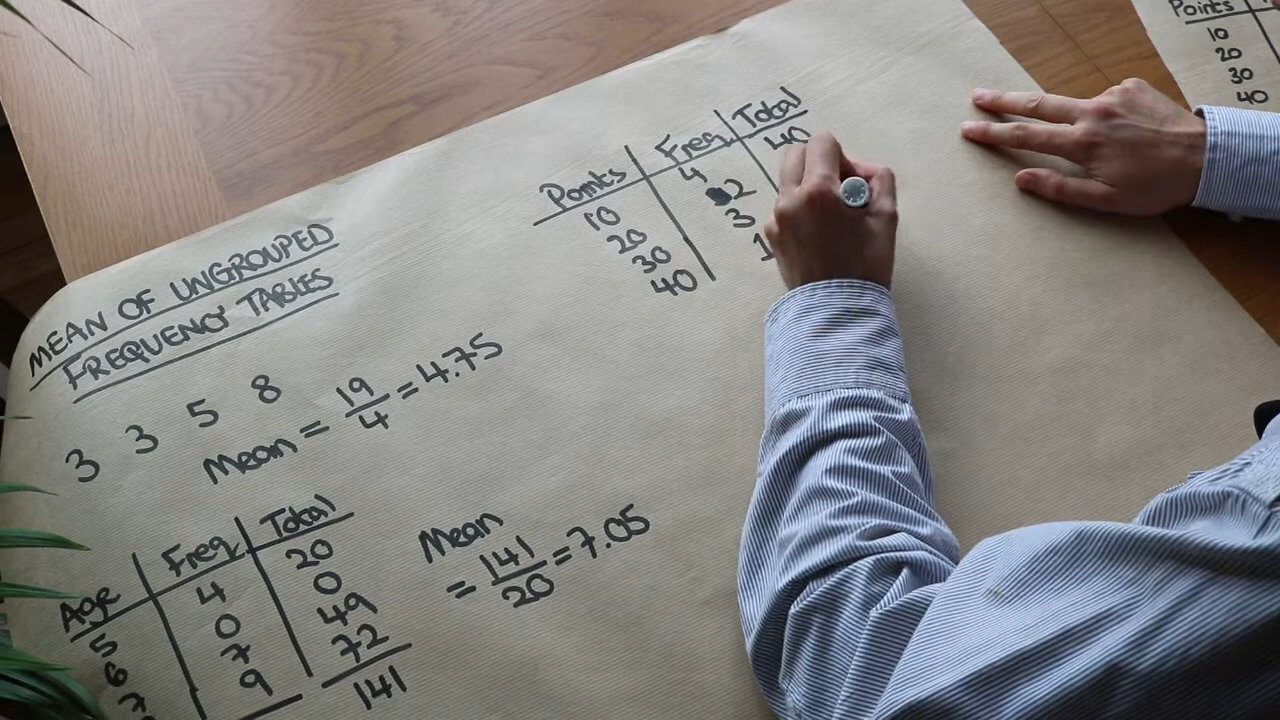 MEAN OF UNGROUPED
FREQUENCY TABLES
3 3 5 8
Mean = 19/4 = 4.75
Age Freq Total
5 4 20
6 0 0
7 7 49
9 72
141
Mean
= 141/20 = 7.05
Points Freq Total
10 4 40
20 2
30 3
40 1
Points
10
20
30
40